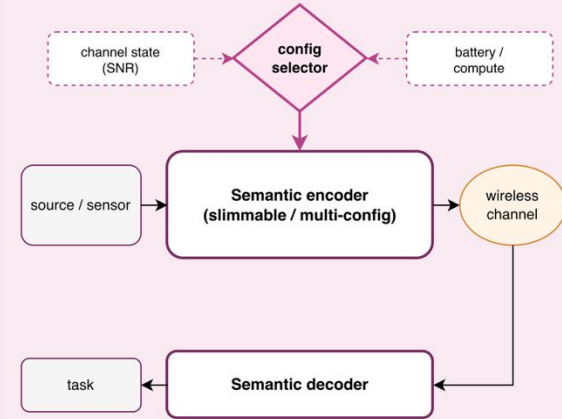 channel state
(SNR)
config
selector
battery /
compute
source / sensor
Semantic encoder
(slimmable / multi-config)
wireless
channel
task
Semantic decoder